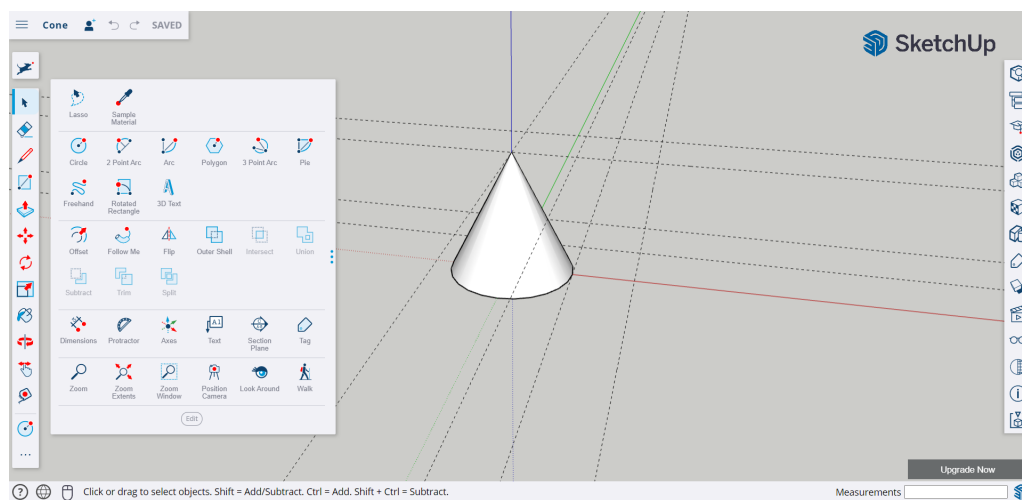 Cone
SAVED
SketchUp
Lasso
Sample
Material
Circle
2 Point Arc
Arc
Polygon
3 Point Arc
Pie
Freehand
Rotated
Rectangle
3D Text
Offset
Follow Me
Flip
Outer Shell
Intersect
Union
Subtract
Trim
Split
Dimensions
Protractor
Axes
A1
Text
Section
Plane
Tag
Zoom
Zoom
Extents
Zoom
Window
Position
Camera
Look Around
Walk
Edit
Upgrade Now
Click or drag to select objects. Shift = Add/Subtract. Ctrl = Add. Shift + Ctrl = Subtract.
Measurements